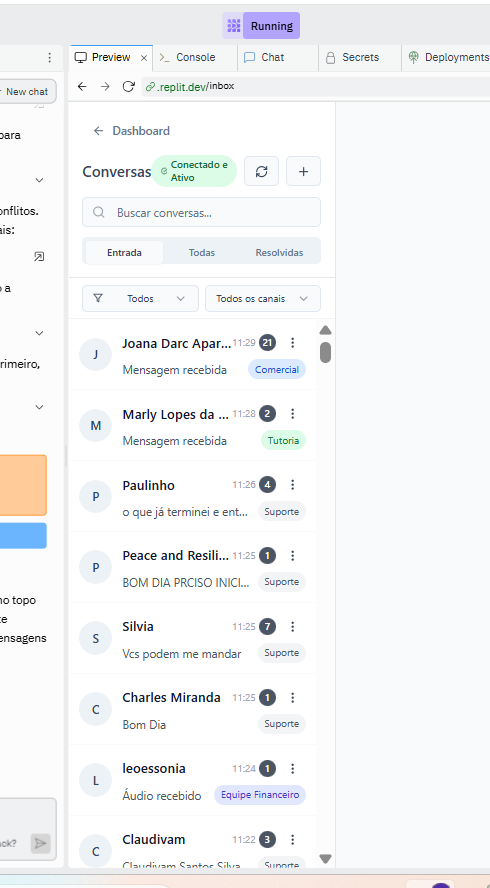 Running
Preview × Console Chat Secrets Deployments
New chat
.replit.dev/inbox
para
Dashboard
Conversas
Conectado e
Ativo
Buscar conversas...
onflitos.
ais:
Entrada Todas Resolvidas
o a
Todos Todos os canais
rimeiro,
J Joana Darc Apar... 11:29 21
Mensagem recebida Comercial
M Marly Lopes da ... 11:28 2
Mensagem recebida Tutoria
P Paulinho 11:26 4
o que já terminei e ent... Suporte
P Peace and Resili... 11:25 1
BOM DIA PRCISO INICI... Suporte
no topo
te
ensagens
S Silvia 11:25 7
Vcs podem me mandar Suporte
C Charles Miranda 11:25 1
Bom Dia Suporte
L leoessonia 11:24 1
Áudio recebido Equipe Financeiro
C Claudivam 11:22 3
Claudivam Santos Silva Suporte
ck?